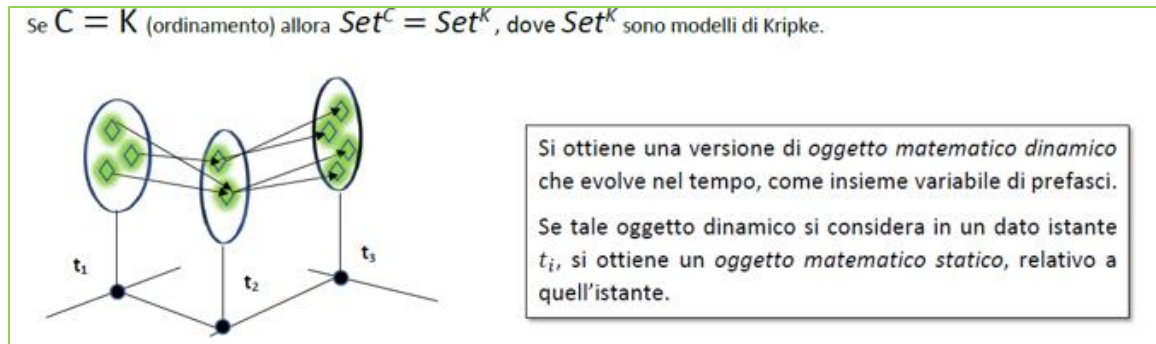 Se C = K (ordinamento) allora Set^C = Set^K, dove Set^K sono modelli di Kripke.
t₁
t₂
t₃
Si ottiene una versione di oggetto matematico dinamico
che evolve nel tempo, come insieme variabile di prefasci.
Se tale oggetto dinamico si considera in un dato istante
tᵢ, si ottiene un oggetto matematico statico, relativo a
quell'istante.